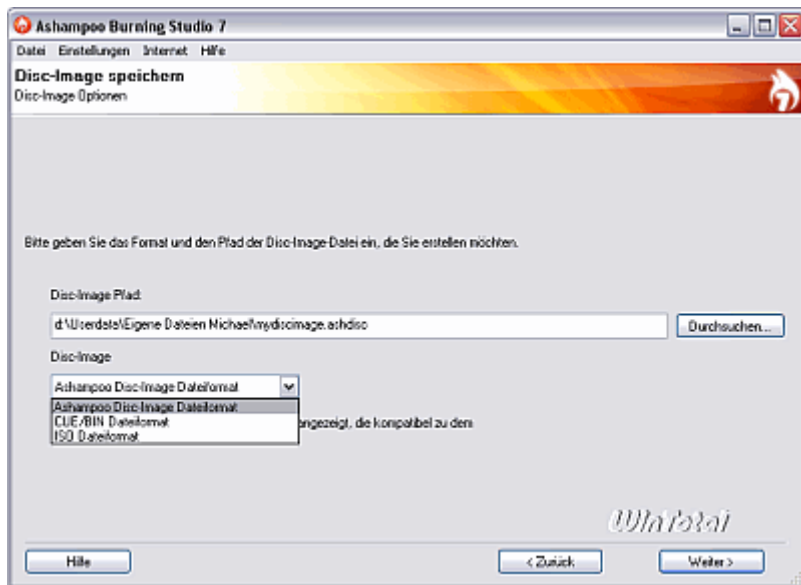 Ashampoo Burning Studio 7
Datei Einstellungen Internet Hilfe
Disc-Image speichern
Disc-Image Optionen
Bitte geben Sie das Format und den Pfad der Disc-Image-Datei ein, die Sie erstellen möchten.
Disc-Image Pfad:
d:\Userdata\Eigene Dateien Michael\mydiscimage.ashdisc
Durchsuchen...
Disc-Image
Ashampoo Disc-Image Dateiformat
Ashampoo Disc-Image Dateiformat
CUE/BIN Dateiformat
angezeigt, die kompatibel zu dem
ISO Dateiformat
WinTotal
Hilfe
< Zurück
Weiter >